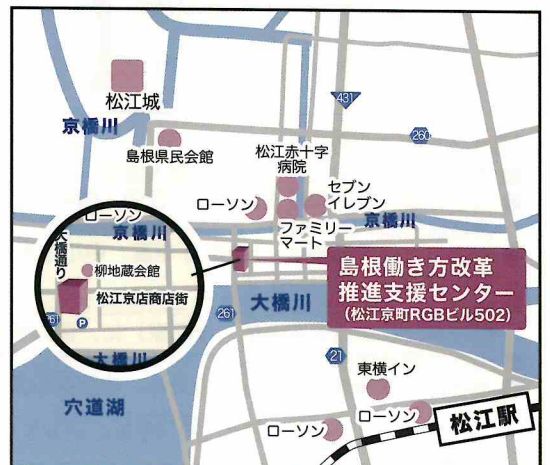 松江城
京橋川
島根県民会館
松江赤十字
病院
431
260
ローソン
セブン
イレブン
京橋川
ファミリー
マート
ローソン
京橋川
大橋通り
柳地蔵会館
松江京店商店街
261
P
大橋川
島根働き方改革
推進支援センター
(松江京町RGBビル502)
大橋川
261
21
宍道湖
東横イン
ローソン
ローソン
松江駅